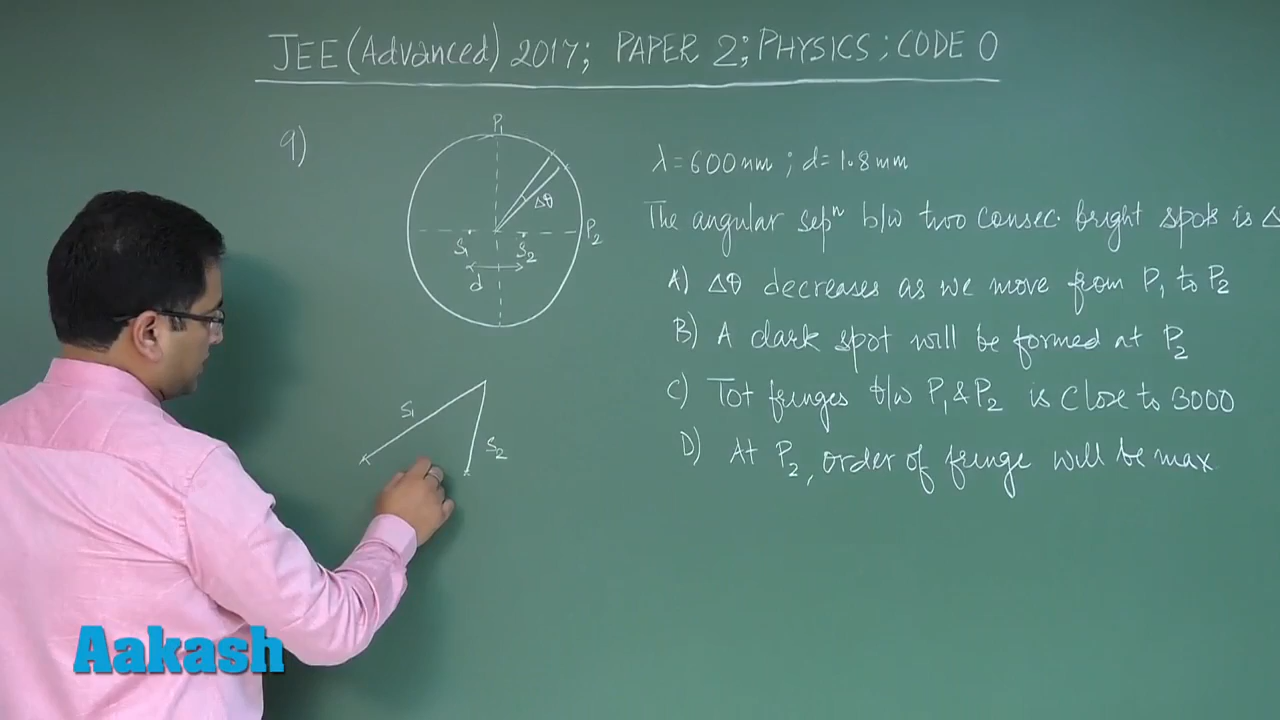 JEE (Advanced) 2017; PAPER 2; PHYSICS; CODE 0
9)
P1
Δθ
P2
S1
S2
d
λ = 600 nm ; d = 1.8 mm
The angular sepn b/w two consec. bright spots is Δ
A) Δθ decreases as we move from P1 to P2
B) A dark spot will be formed at P2
C) Tot fringes b/w P1 & P2 is close to 3000
D) At P2, order of fringe will be max.
S1
S2
Aakash